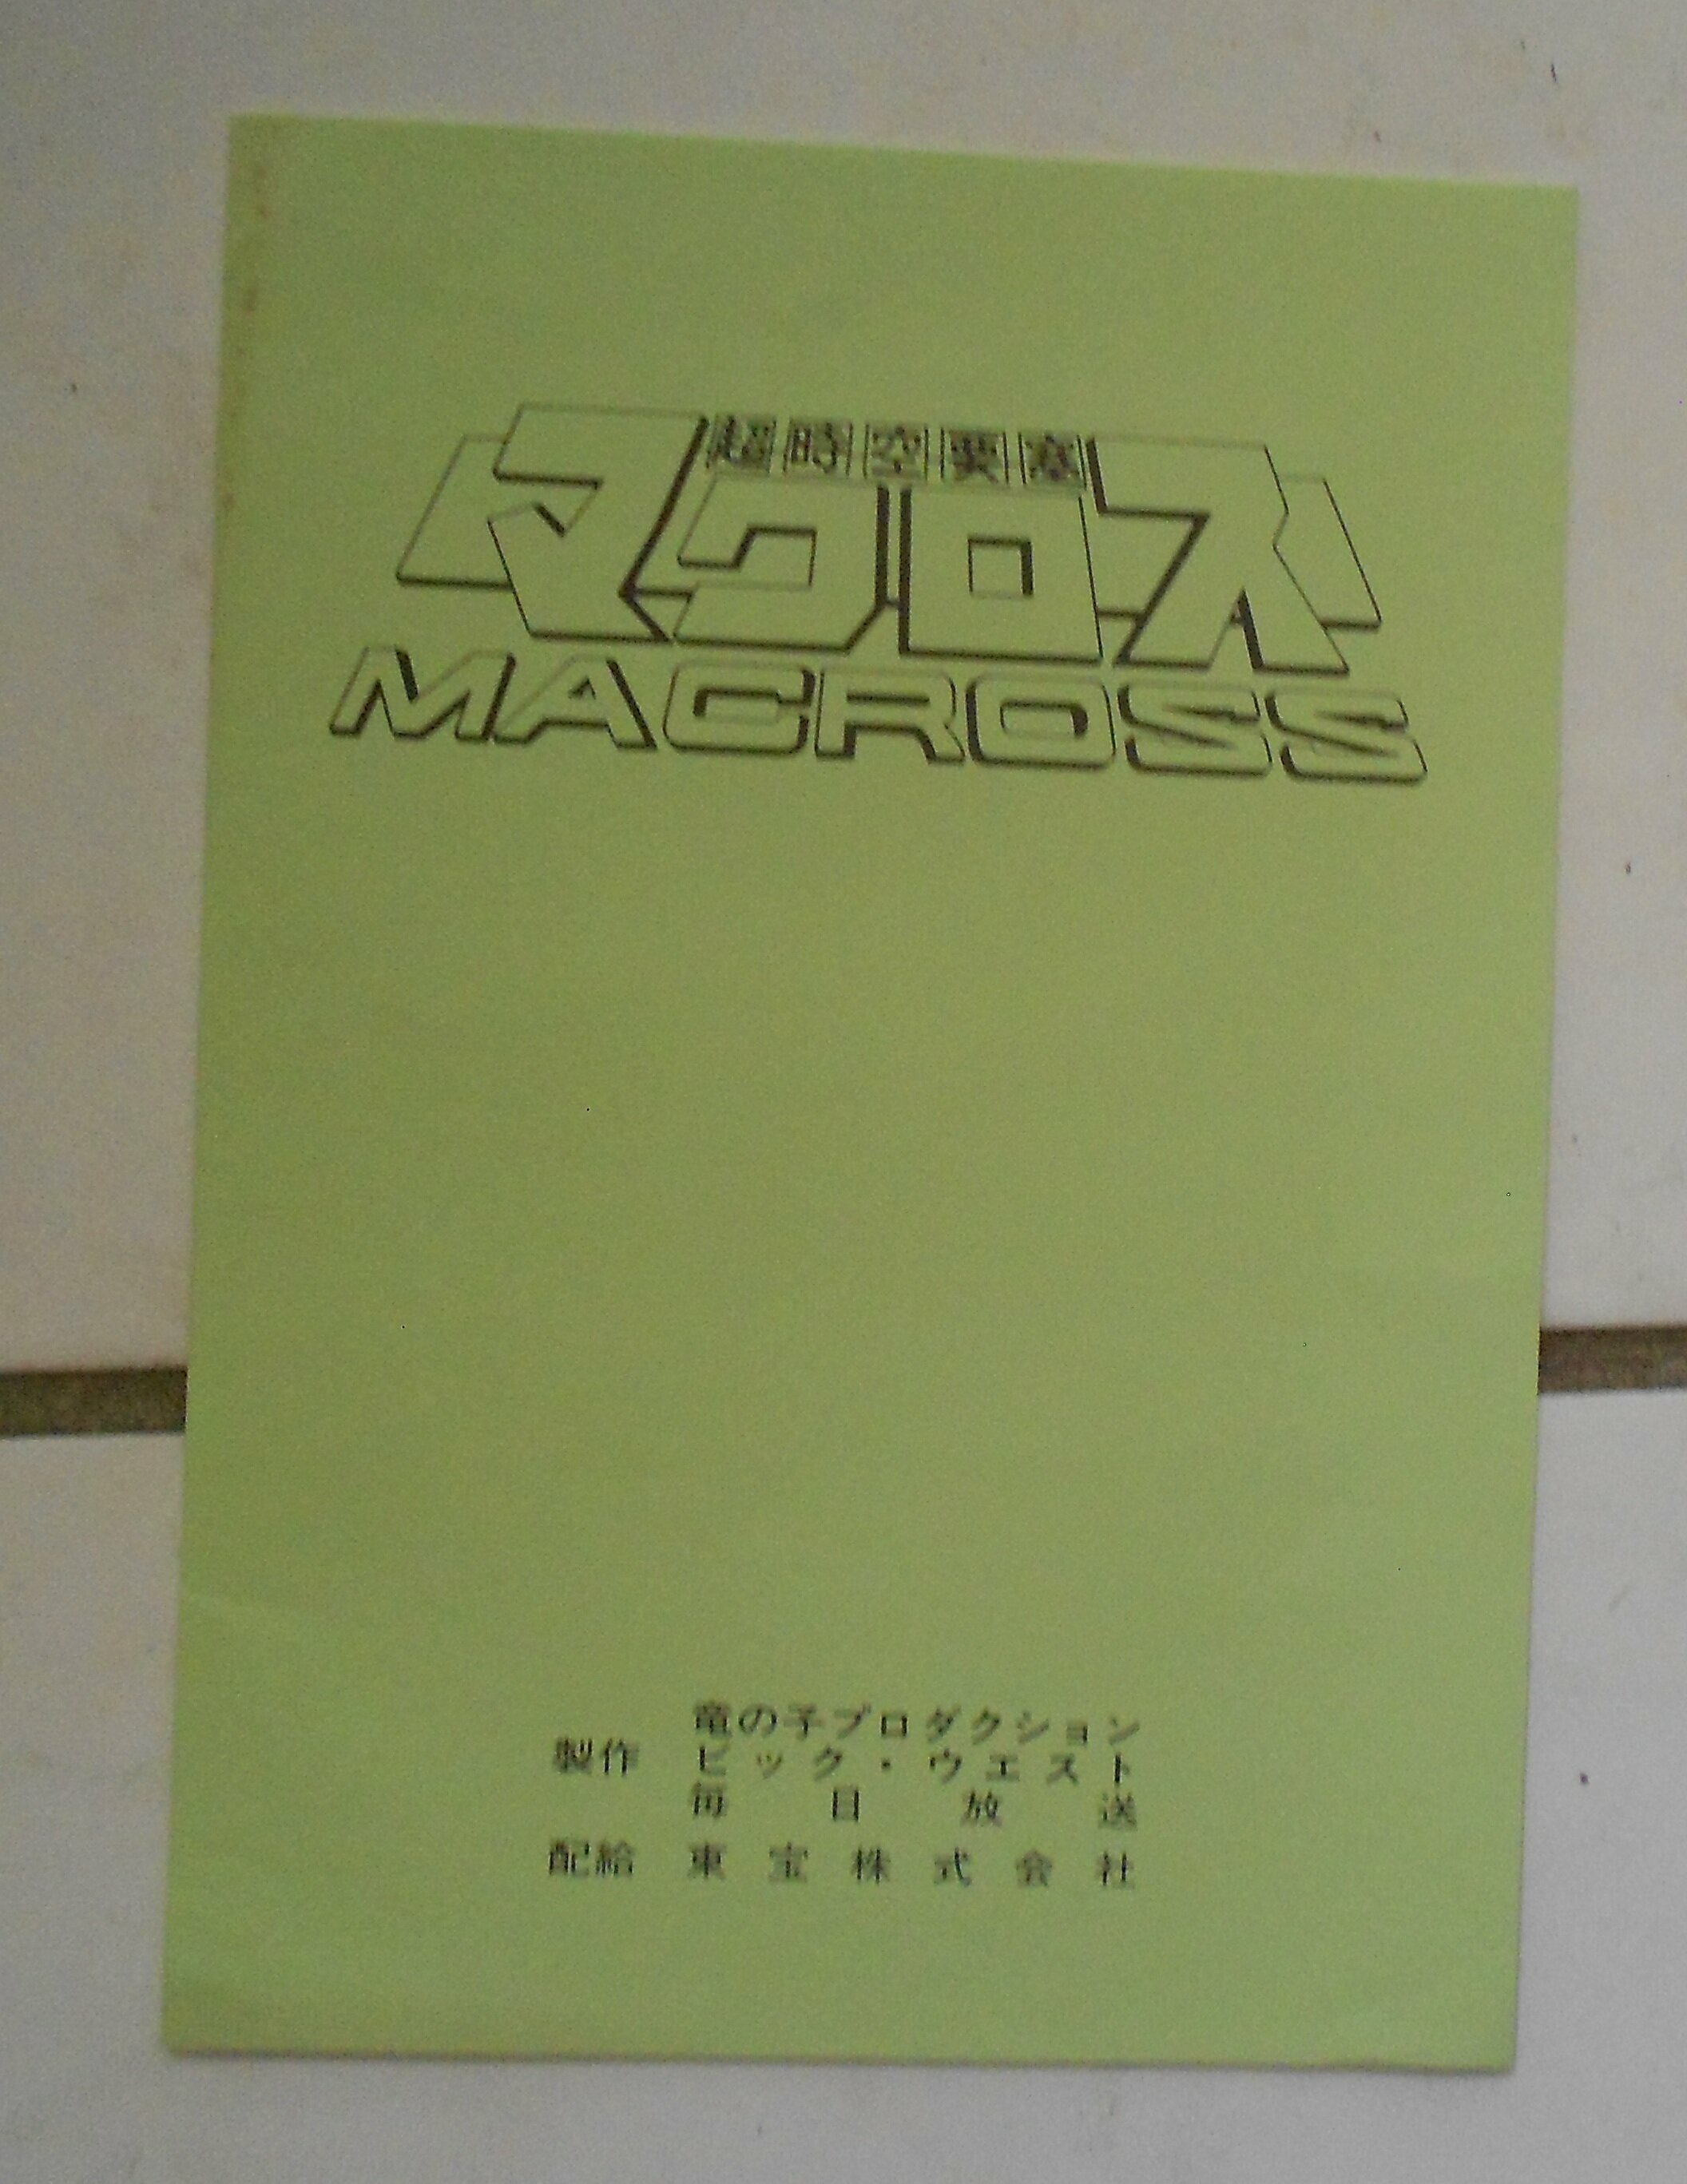 超時空要塞
マクロス
MACROSS
製作 竜の子プロダクション
ビック・ウエスト
毎日放送
配給 東宝株式会社